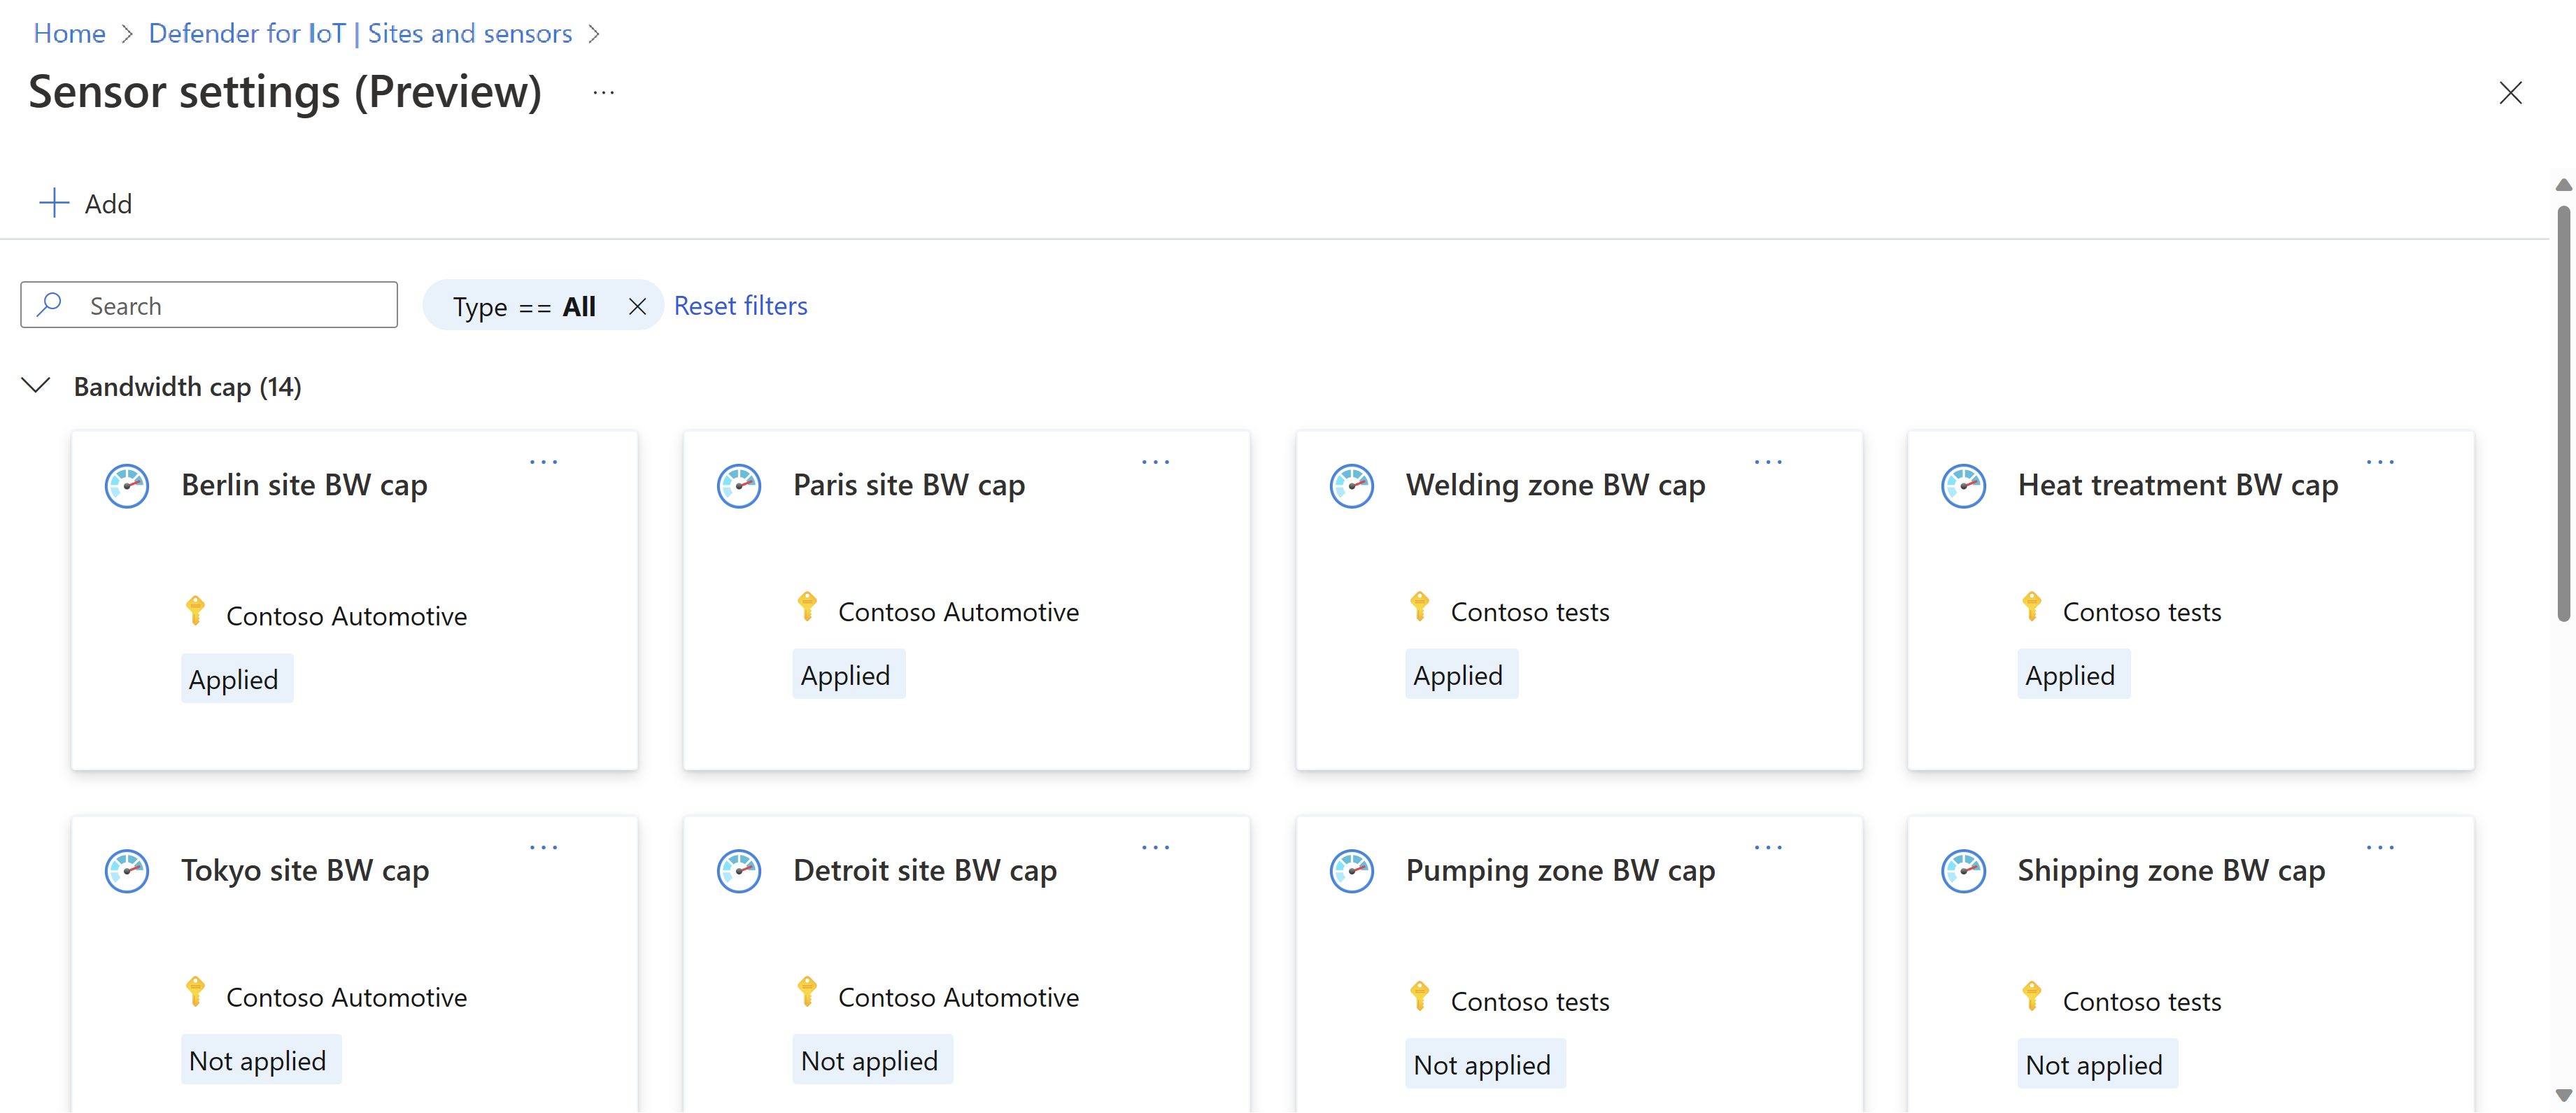 Home > Defender for IoT | Sites and sensors >
Sensor settings (Preview) ...
Add
Search
Type == All
Reset filters
Bandwidth cap (14)
Berlin site BW cap
Contoso Automotive
Applied
Paris site BW cap
Contoso Automotive
Applied
Welding zone BW cap
Contoso tests
Applied
Heat treatment BW cap
Contoso tests
Applied
Tokyo site BW cap
Contoso Automotive
Not applied
Detroit site BW cap
Contoso Automotive
Not applied
Pumping zone BW cap
Contoso tests
Not applied
Shipping zone BW cap
Contoso tests
Not applied